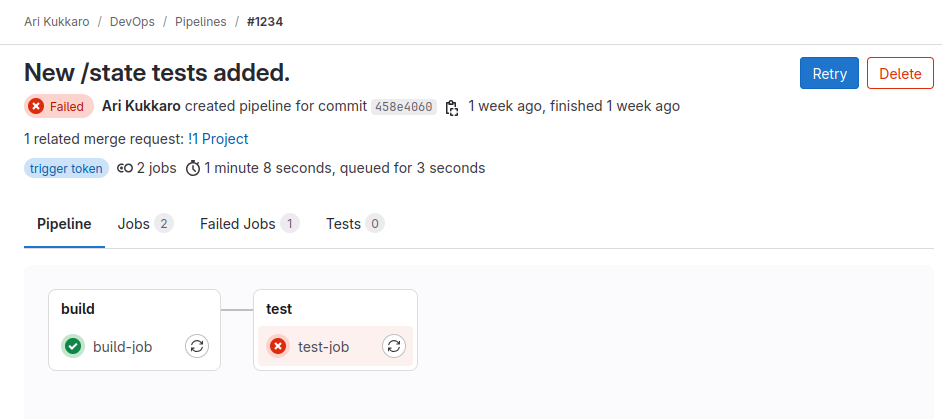 Ari Kukkaro / DevOps / Pipelines / #1234
New /state tests added.
Retry
Delete
Failed Ari Kukkaro created pipeline for commit 458e4060 1 week ago, finished 1 week ago
1 related merge request: !1 Project
trigger token 2 jobs 1 minute 8 seconds, queued for 3 seconds
Pipeline Jobs 2 Failed Jobs 1 Tests 0
build
build-job
test
test-job